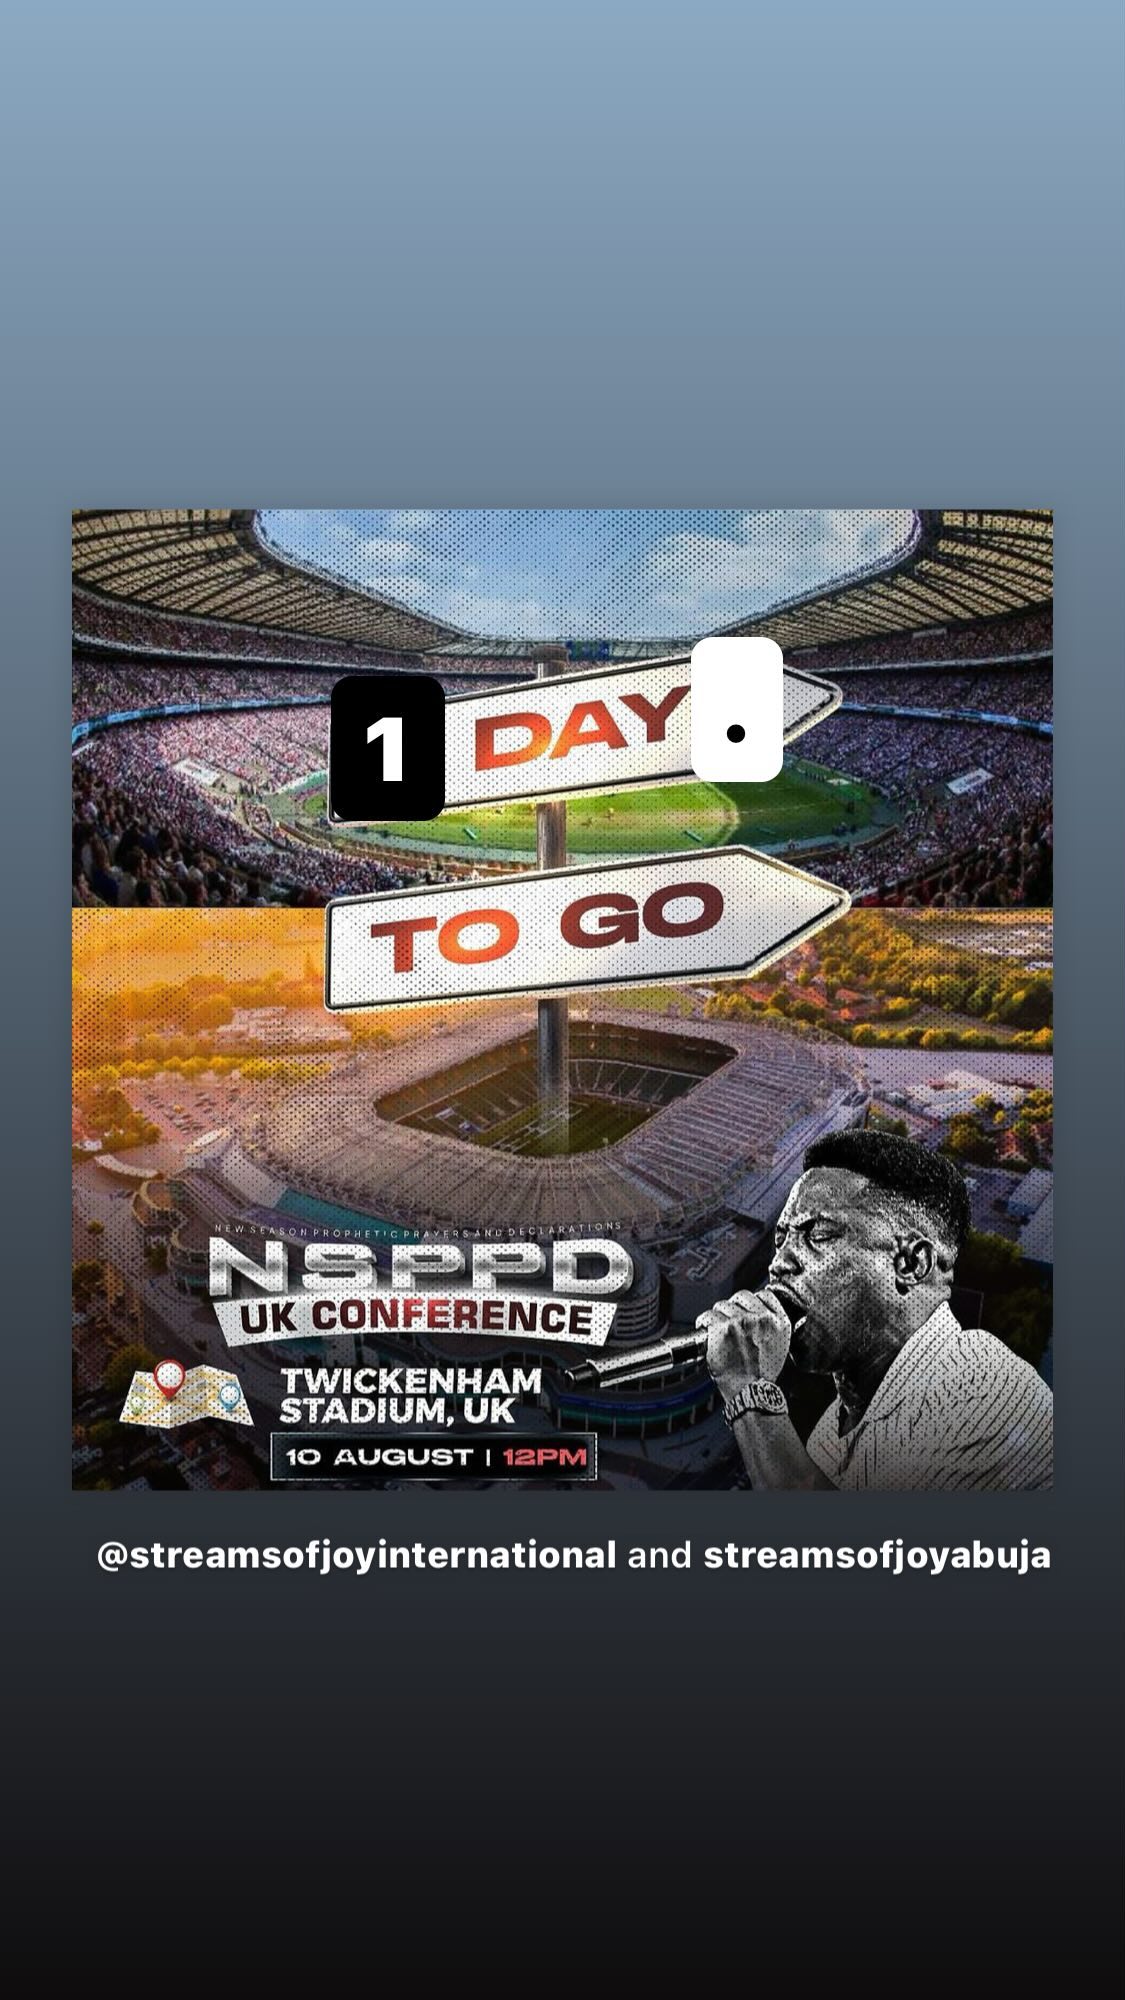 1 DAY.
TO GO
NEW SEASON PROPHETIC PRAYERS AND DECLARATIONS
NSPPD
UK CONFERENCE
TWICKENHAM
STADIUM, UK
10 AUGUST | 12PM
@streamsofjoyinternational and streamsofjoyabuja